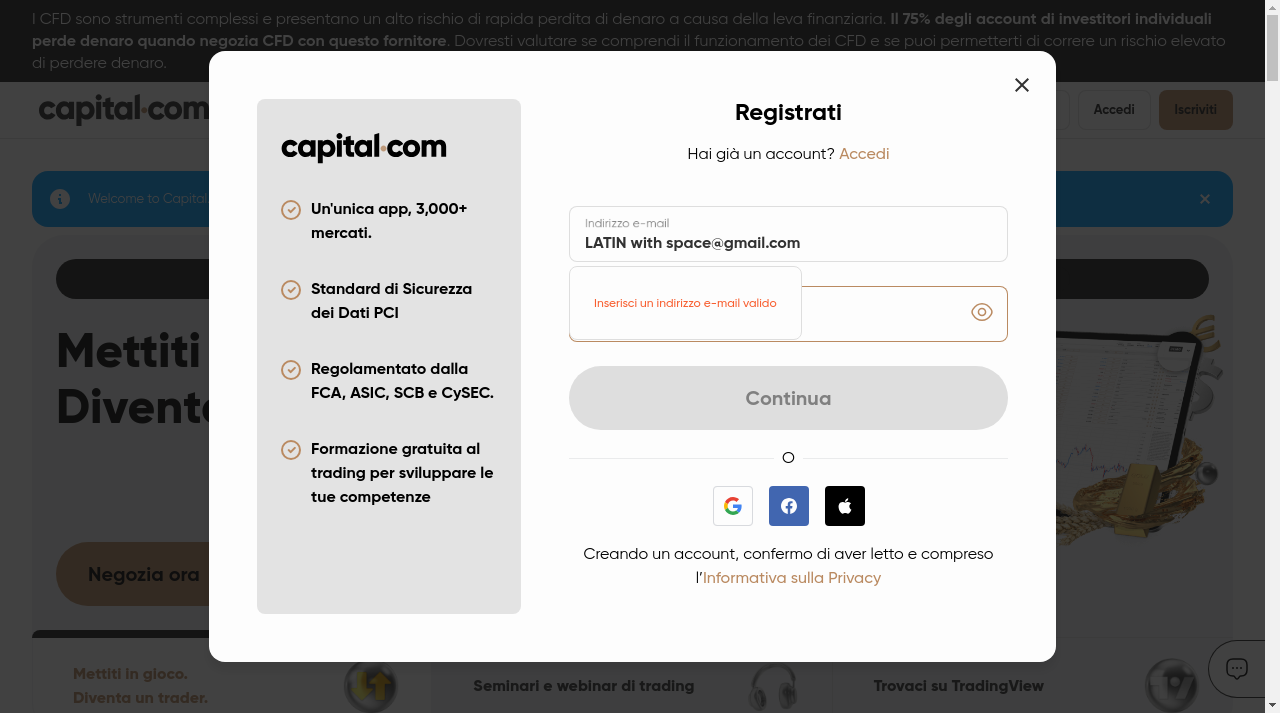 I CFD sono strumenti complessi e presentano un alto rischio di rapida perdita di denaro a causa della leva finanziaria. Il 75% degli account di investitori individuali
perde denaro quando negozia CFD con questo fornitore. Dovresti valutare se comprendi il funzionamento dei CFD e se puoi permetterti di correre un rischio elevato
di perdere denaro.
capital.com
Accedi
Iscriviti
Welcome to Capital
Mettiti
Negozia ora
Mettiti in gioco.
Diventa un trader.
Seminari e webinar di trading
Trovaci su TradingView
capital.com
Un'unica app, 3,000+
mercati.
Standard di Sicurezza
dei Dati PCI
Regolamentato dalla
FCA, ASIC, SCB e CySEC.
Formazione gratuita al
trading per sviluppare le
tue competenze
Registrati
Hai già un account? Accedi
Indirizzo e-mail
LATIN with space@gmail.com
Inserisci un indirizzo e-mail valido
Continua
O
Creando un account, confermo di aver letto e compreso
l'Informativa sulla Privacy